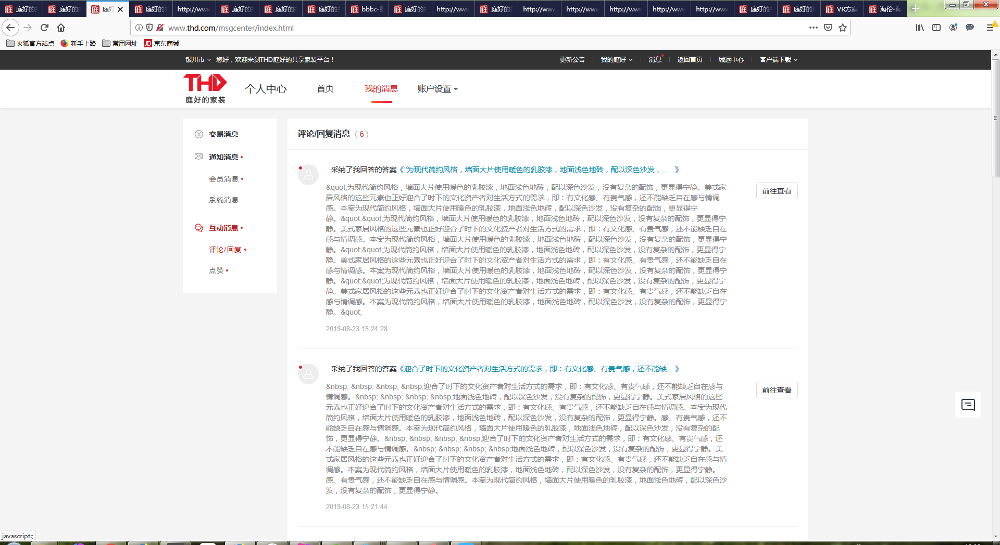 庭好的
庭好的
庭好
庭好的
http://www
庭好的
庭好的
庭好的
bbbc-
庭好的
http://www
庭好的
http://www
http://www
http://www
http://www
http://www
庭好的
庭好的
VR方案
海伦-海
www.thd.com/msgcenter/index.html
火狐官方站点 新手上路 常用网址 JD 京东商城
银川市 您好，欢迎来到THD庭好的共享家装平台！ 更新公告 我的庭好 消息 返回首页 城运中心 客户端下载
THD
庭好的家装
个人中心 首页 我的消息 账户设置
交易消息
通知消息
会员消息
系统消息
互动消息
评论/回复
点赞
评论/回复消息 （6）
采纳了我回答的答案《"为现代简约风格，墙面大片使用暖色的乳胶漆，地面浅色地砖，配以深色沙发，… 》
&quot;为现代简约风格，墙面大片使用暖色的乳胶漆，地面浅色地砖，配以深色沙发，没有复杂的配饰，更显得宁静。美式家
居风格的这些元素也正好迎合了时下的文化资产者对生活方式的需求，即：有文化感、有贵气感，还不能缺乏自在感与情调
感。本案为现代简约风格，墙面大片使用暖色的乳胶漆，地面浅色地砖，配以深色沙发，没有复杂的配饰，更显得宁
静。&quot;&quot;为现代简约风格，墙面大片使用暖色的乳胶漆，地面浅色地砖，配以深色沙发，没有复杂的配饰，更显得宁
静。美式家居风格的这些元素也正好迎合了时下的文化资产者对生活方式的需求，即：有文化感、有贵气感，还不能缺乏自在
感与情调感。本案为现代简约风格，墙面大片使用暖色的乳胶漆，地面浅色地砖，配以深色沙发，没有复杂的配饰，更显得宁
静。&quot;&quot;为现代简约风格，墙面大片使用暖色的乳胶漆，地面浅色地砖，配以深色沙发，没有复杂的配饰，更显得宁
静。美式家居风格的这些元素也正好迎合了时下的文化资产者对生活方式的需求，即：有文化感、有贵气感，还不能缺乏自在
感与情调感。本案为现代简约风格，墙面大片使用暖色的乳胶漆，地面浅色地砖，配以深色沙发，没有复杂的配饰，更显得宁
静。&quot;&quot;为现代简约风格，墙面大片使用暖色的乳胶漆，地面浅色地砖，配以深色沙发，没有复杂的配饰，更显得宁
静。美式家居风格的这些元素也正好迎合了时下的文化资产者对生活方式的需求，即：有文化感、有贵气感，还不能缺乏自在
感与情调感。本案为现代简约风格，墙面大片使用暖色的乳胶漆，地面浅色地砖，配以深色沙发，没有复杂的配饰，更显得宁
静。&quot;
前往查看
2019-08-23 15:24:28
采纳了我回答的答案《迎合了时下的文化资产者对生活方式的需求，即：有文化感、有贵气感，还不能缺…》
&nbsp; &nbsp; &nbsp; &nbsp;迎合了时下的文化资产者对生活方式的需求，即：有文化感、有贵气感，还不能缺乏自在感与
情调感。&nbsp; &nbsp; &nbsp; &nbsp;地面浅色地砖，配以深色沙发，没有复杂的配饰，更显得宁静。美式家居风格的这些
元素也正好迎合了时下的文化资产者对生活方式的需求，即：有文化感、有贵气感，还不能缺乏自在感与情调感。本案为现代
简约风格，墙面大片使用暖色的乳胶漆，地面浅色地砖，配以深色沙发，没有复杂的配饰，更显得宁静。感、有贵气感，还不
能缺乏自在感与情调感。本案为现代简约风格，墙面大片使用暖色的乳胶漆，地面浅色地砖，配以深色沙发，没有复杂的配
饰，更显得宁静。&nbsp; &nbsp; &nbsp; &nbsp;迎合了时下的文化资产者对生活方式的需求，即：有文化感、有贵气感，还
不能缺乏自在感与情调感。&nbsp; &nbsp; &nbsp; &nbsp;地面浅色地砖，配以深色沙发，没有复杂的配饰，更显得宁静。美
式家居风格的这些元素也正好迎合了时下的文化资产者对生活方式的需求，即：有文化感、有贵气感，还不能缺乏自在感与情
调感。本案为现代简约风格，墙面大片使用暖色的乳胶漆，地面浅色地砖，配以深色沙发，没有复杂的配饰，更显得宁静。
感、有贵气感，还不能缺乏自在感与情调感。本案为现代简约风格，墙面大片使用暖色的乳胶漆，地面浅色地砖，配以深色沙
发，没有复杂的配饰，更显得宁静。
前往查看
2019-08-23 15:21:44
javascript:;